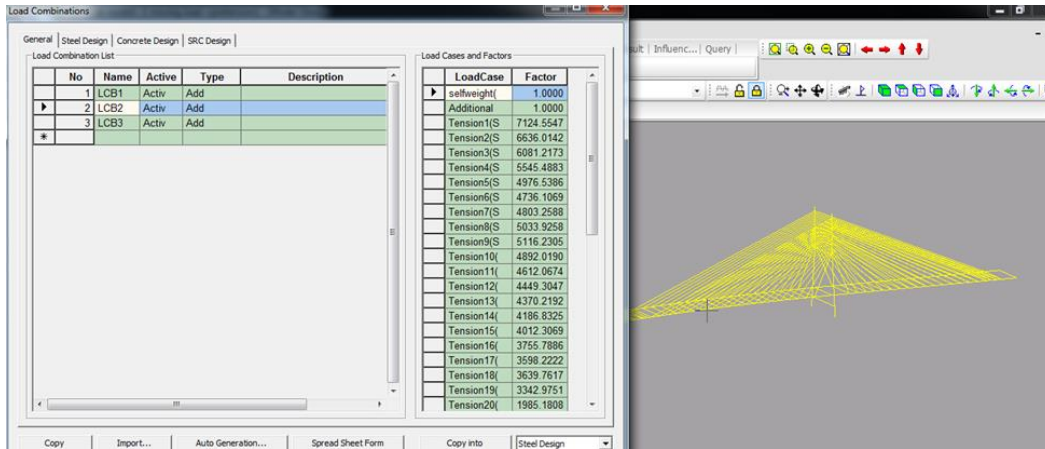 Load Combinations
General Steel Design Concrete Design SRC Design
Load Combination List
No Name Active Type Description
1 LCB1 Activ Add
2 LCB2 Activ Add
3 LCB3 Activ Add
*
Load Cases and Factors
LoadCase Factor
selfweight( 1.0000
Additional 1.0000
Tension1(S 7124.5547
Tension2(S 6636.0142
Tension3(S 6081.2173
Tension4(S 5545.4883
Tension5(S 4976.5386
Tension6(S 4736.1069
Tension7(S 4803.2588
Tension8(S 5033.9258
Tension9(S 5116.2305
Tension10( 4892.0190
Tension11( 4612.0674
Tension12( 4449.3047
Tension13( 4370.2192
Tension14( 4186.8325
Tension15( 4012.3069
Tension16( 3755.7886
Tension17( 3598.2222
Tension18( 3639.7617
Tension19( 3342.9751
Tension20( 1985.1808
Copy Import... Auto Generation... Spread Sheet Form Copy into Steel Design
sult Influenc... Query